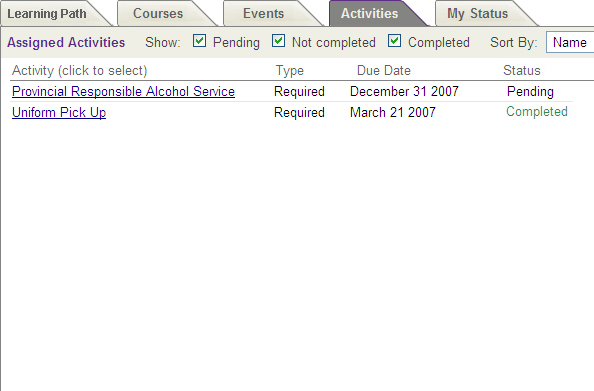 Learning Path Courses Events Activities My Status
Assigned Activities Show: Pending Not completed Completed Sort By: Name
Activity (click to select) Type Due Date Status
Provincial Responsible Alcohol Service Required December 31 2007 Pending
Uniform Pick Up Required March 21 2007 Completed